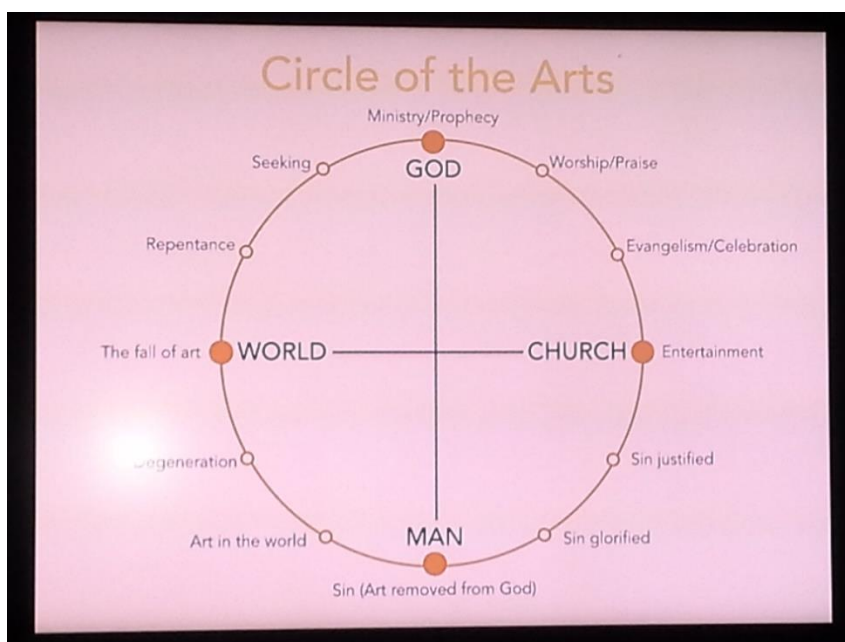 Circle of the Arts
Ministry/Prophecy
GOD
Seeking
Worship/Praise
Repentance
Evangelism/Celebration
The fall of art
WORLD
CHURCH
Entertainment
Sin justified
Art in the world
MAN
Sin glorified
Sin (Art removed from God)